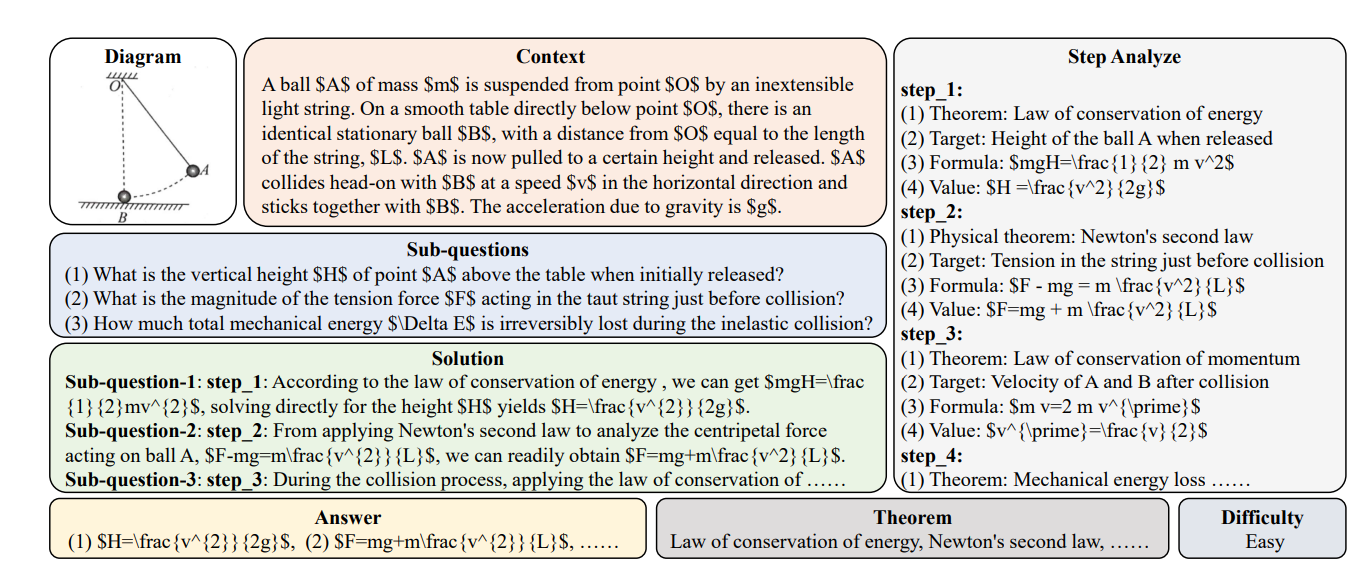 Diagram
O
A
B
Context
A ball $A$ of mass $m$ is suspended from point $O$ by an inextensible
light string. On a smooth table directly below point $O$, there is an
identical stationary ball $B$, with a distance from $O$ equal to the length
of the string, $L$. $A$ is now pulled to a certain height and released. $A$
collides head-on with $B$ at a speed $v$ in the horizontal direction and
sticks together with $B$. The acceleration due to gravity is $g$.
Sub-questions
(1) What is the vertical height $H$ of point $A$ above the table when initially released?
(2) What is the magnitude of the tension force $F$ acting in the taut string just before collision?
(3) How much total mechanical energy $\Delta E$ is irreversibly lost during the inelastic collision?
Solution
Sub-question-1: step_1: According to the law of conservation of energy , we can get $mgH=\frac
{1}{2}mv^{2}$, solving directly for the height $H$ yields $H=\frac{v^{2}}{2g}$.
Sub-question-2: step_2: From applying Newton's second law to analyze the centripetal force
acting on ball A, $F-mg=m\frac{v^{2}}{L}$, we can readily obtain $F=mg+m\frac{v^2}{L}$.
Sub-question-3: step_3: During the collision process, applying the law of conservation of ……
Step Analyze
step_1:
(1) Theorem: Law of conservation of energy
(2) Target: Height of the ball A when released
(3) Formula: $mgH=\frac{1}{2} m v^2$
(4) Value: $H =\frac{v^2}{2g}$
step_2:
(1) Physical theorem: Newton's second law
(2) Target: Tension in the string just before collision
(3) Formula: $F - mg = m \frac{v^2}{L}$
(4) Value: $F=mg + m \frac{v^2}{L}$
step_3:
(1) Theorem: Law of conservation of momentum
(2) Target: Velocity of A and B after collision
(3) Formula: $m v=2 m v^{\prime}$
(4) Value: $v^{\prime}=\frac{v}{2}$
step_4:
(1) Theorem: Mechanical energy loss ……
Answer
(1) $H=\frac{v^{2}}{2g}$, (2) $F=mg+m\frac{v^{2}}{L}$, ……
Theorem
Law of conservation of energy, Newton's second law, ……
Difficulty
Easy